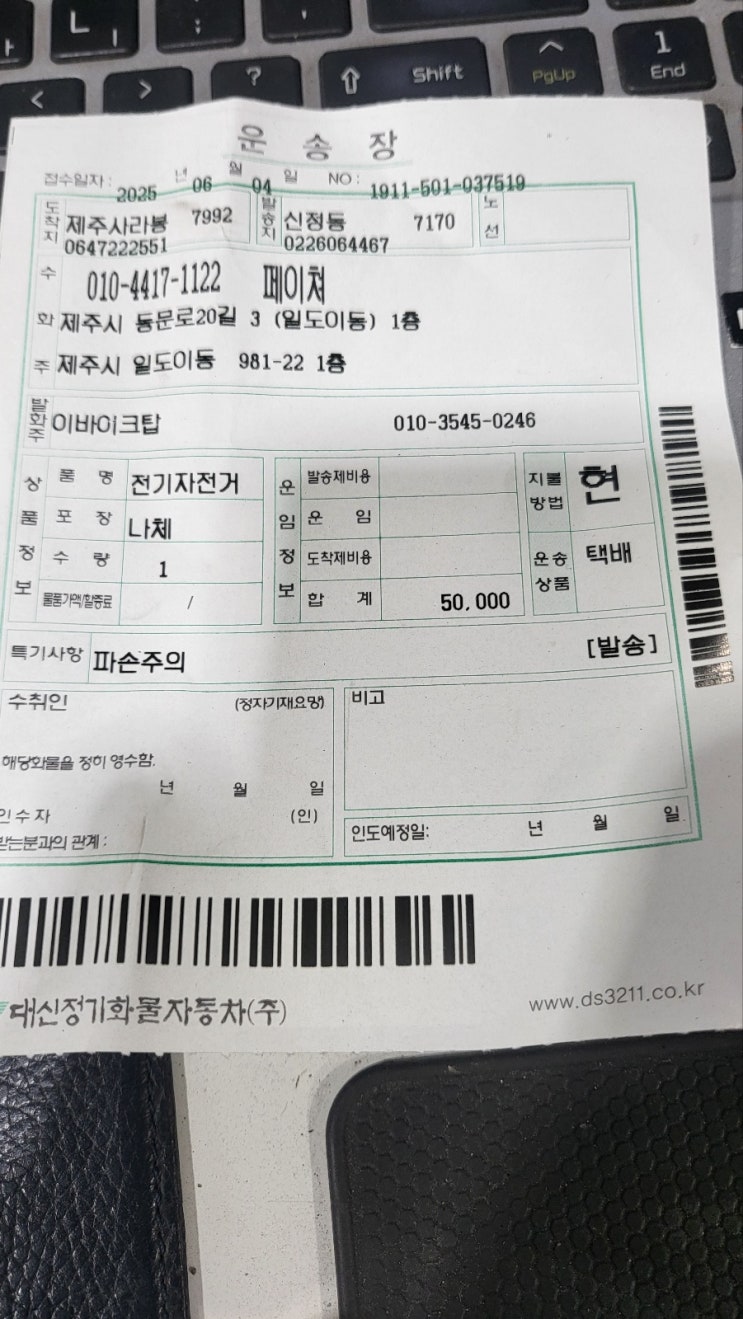 ㅏ
ㄴ
ㅣ
:
;
'
<
>
?
⇧ Shift
^
PgUp
1
End
운 송 장
접수일자: 2025 년 06 월 04 일 NO: 1911-501-037519
도착지 제주사라봉 7992 발송지 신정동 7170 노선
0647222551 0226064467
수 010-4417-1122 페이쳐
화 제주시 동문로20길 3 (일도이동) 1층
주 제주시 일도이동 981-22 1층
발화주 이바이크탑 010-3545-0246
상품정보 품 명 전기자전거 운임정보 발송제비용 지불방법 현
포 장 나체 운 임
수 량 1 도착제비용 운송상품 택배
물품가액/할증료 / 합 계 50,000
특기사항 파손주의 [발송]
수취인 (정자기재요망) 비고
해당화물을 정히 영수함.
년 월 일
인수자 (인)
받는분과의 관계: 인도예정일: 년 월 일
대신정기화물자동차(주) www.ds3211.co.kr